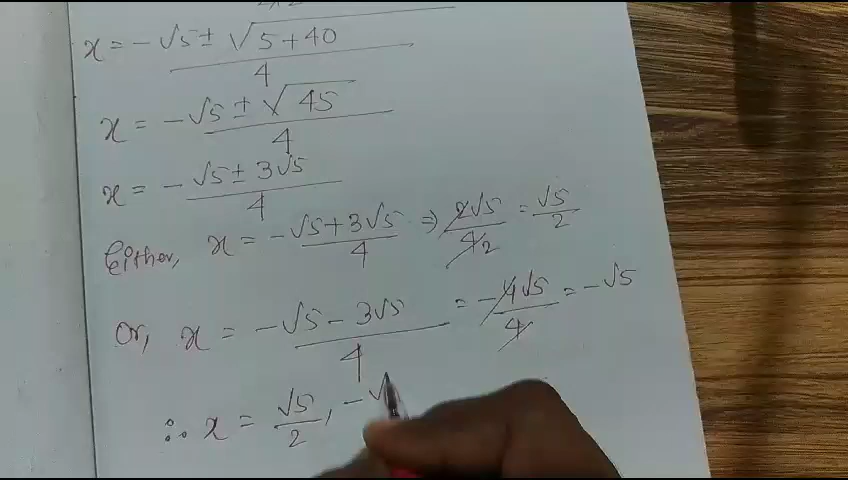 x = -√5 ± √5+40 / 4
x = -√5 ± √45 / 4
x = -√5 ± 3√5 / 4
Either, x = -√5+3√5 / 4 ⇒ 2√5 / 4 2 = √5 / 2
Or, x = -√5 - 3√5 / 4 = -4√5 / 4 = -√5
∴ x = √5 / 2 , -√